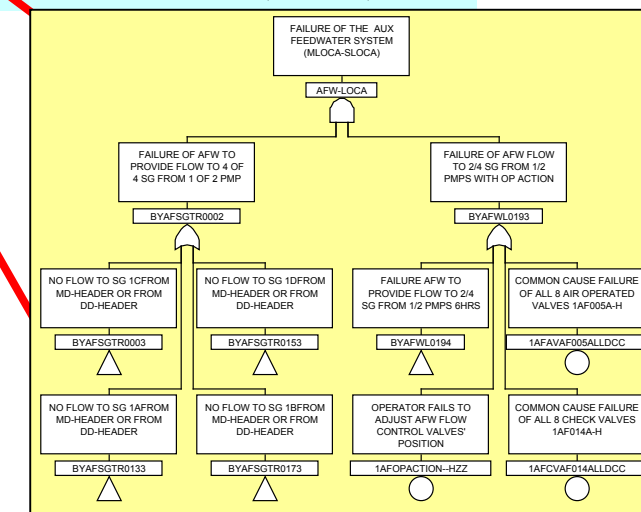 FAILURE OF THE AUX
FEEDWATER SYSTEM
(MLOCA-SLOCA)
AFW-LOCA
FAILURE OF AFW TO
PROVIDE FLOW TO 4 OF
4 SG FROM 1 OF 2 PMP
BYAFSGTR0002
FAILURE OF AFW FLOW
TO 2/4 SG FROM 1/2
PMPS WITH OP ACTION
BYAFWL0193
NO FLOW TO SG 1CFROM
MD-HEADER OR FROM
DD-HEADER
BYAFSGTR0003
NO FLOW TO SG 1DFROM
MD-HEADER OR FROM
DD-HEADER
BYAFSGTR0153
FAILURE AFW TO
PROVIDE FLOW TO 2/4
SG FROM 1/2 PMPS 6HRS
BYAFWL0194
COMMON CAUSE FAILURE
OF ALL 8 AIR OPERATED
VALVES 1AF005A-H
1AFAVAF005ALLDCC
NO FLOW TO SG 1AFROM
MD-HEADER OR FROM
DD-HEADER
BYAFSGTR0133
NO FLOW TO SG 1BFROM
MD-HEADER OR FROM
DD-HEADER
BYAFSGTR0173
OPERATOR FAILS TO
ADJUST AFW FLOW
CONTROL VALVES'
POSITION
1AFOPACTION--HZZ
COMMON CAUSE FAILURE
OF ALL 8 CHECK VALVES
1AF014A-H
1AFCVAF014ALLDCC